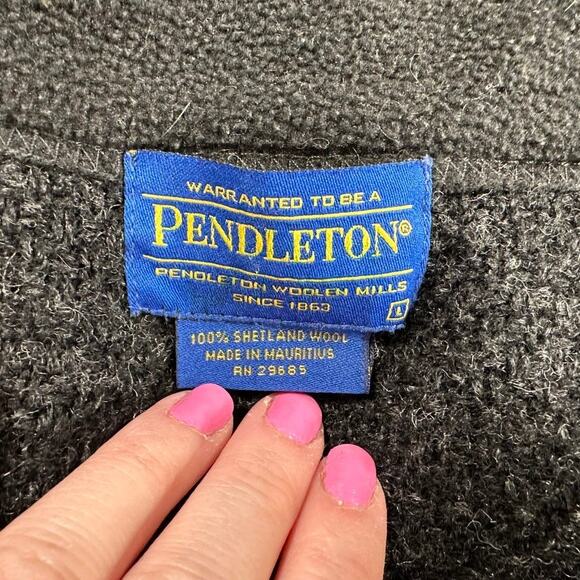 WARRANTED TO BE A
PENDLETON®
PENDLETON WOOLEN MILLS
SINCE 1863
L
100% SHETLAND WOOL
MADE IN MAURITIUS
RN 29685